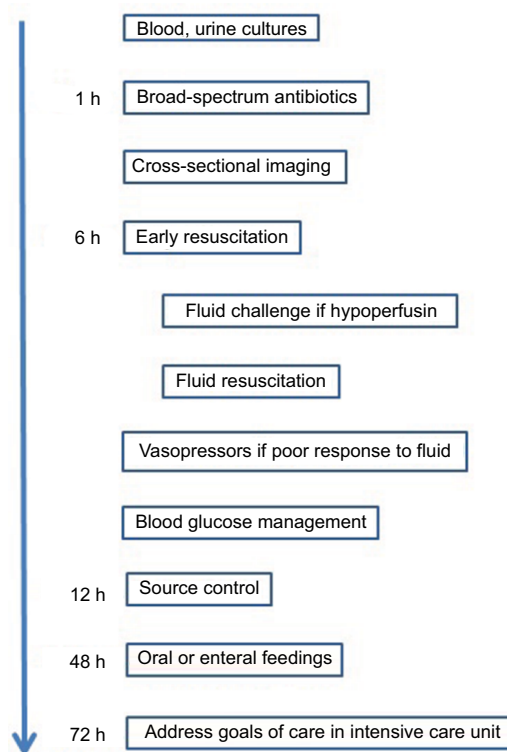 Blood, urine cultures
1 h Broad-spectrum antibiotics
Cross-sectional imaging
6 h Early resuscitation
Fluid challenge if hypoperfusin
Fluid resuscitation
Vasopressors if poor response to fluid
Blood glucose management
12 h Source control
48 h Oral or enteral feedings
72 h Address goals of care in intensive care unit